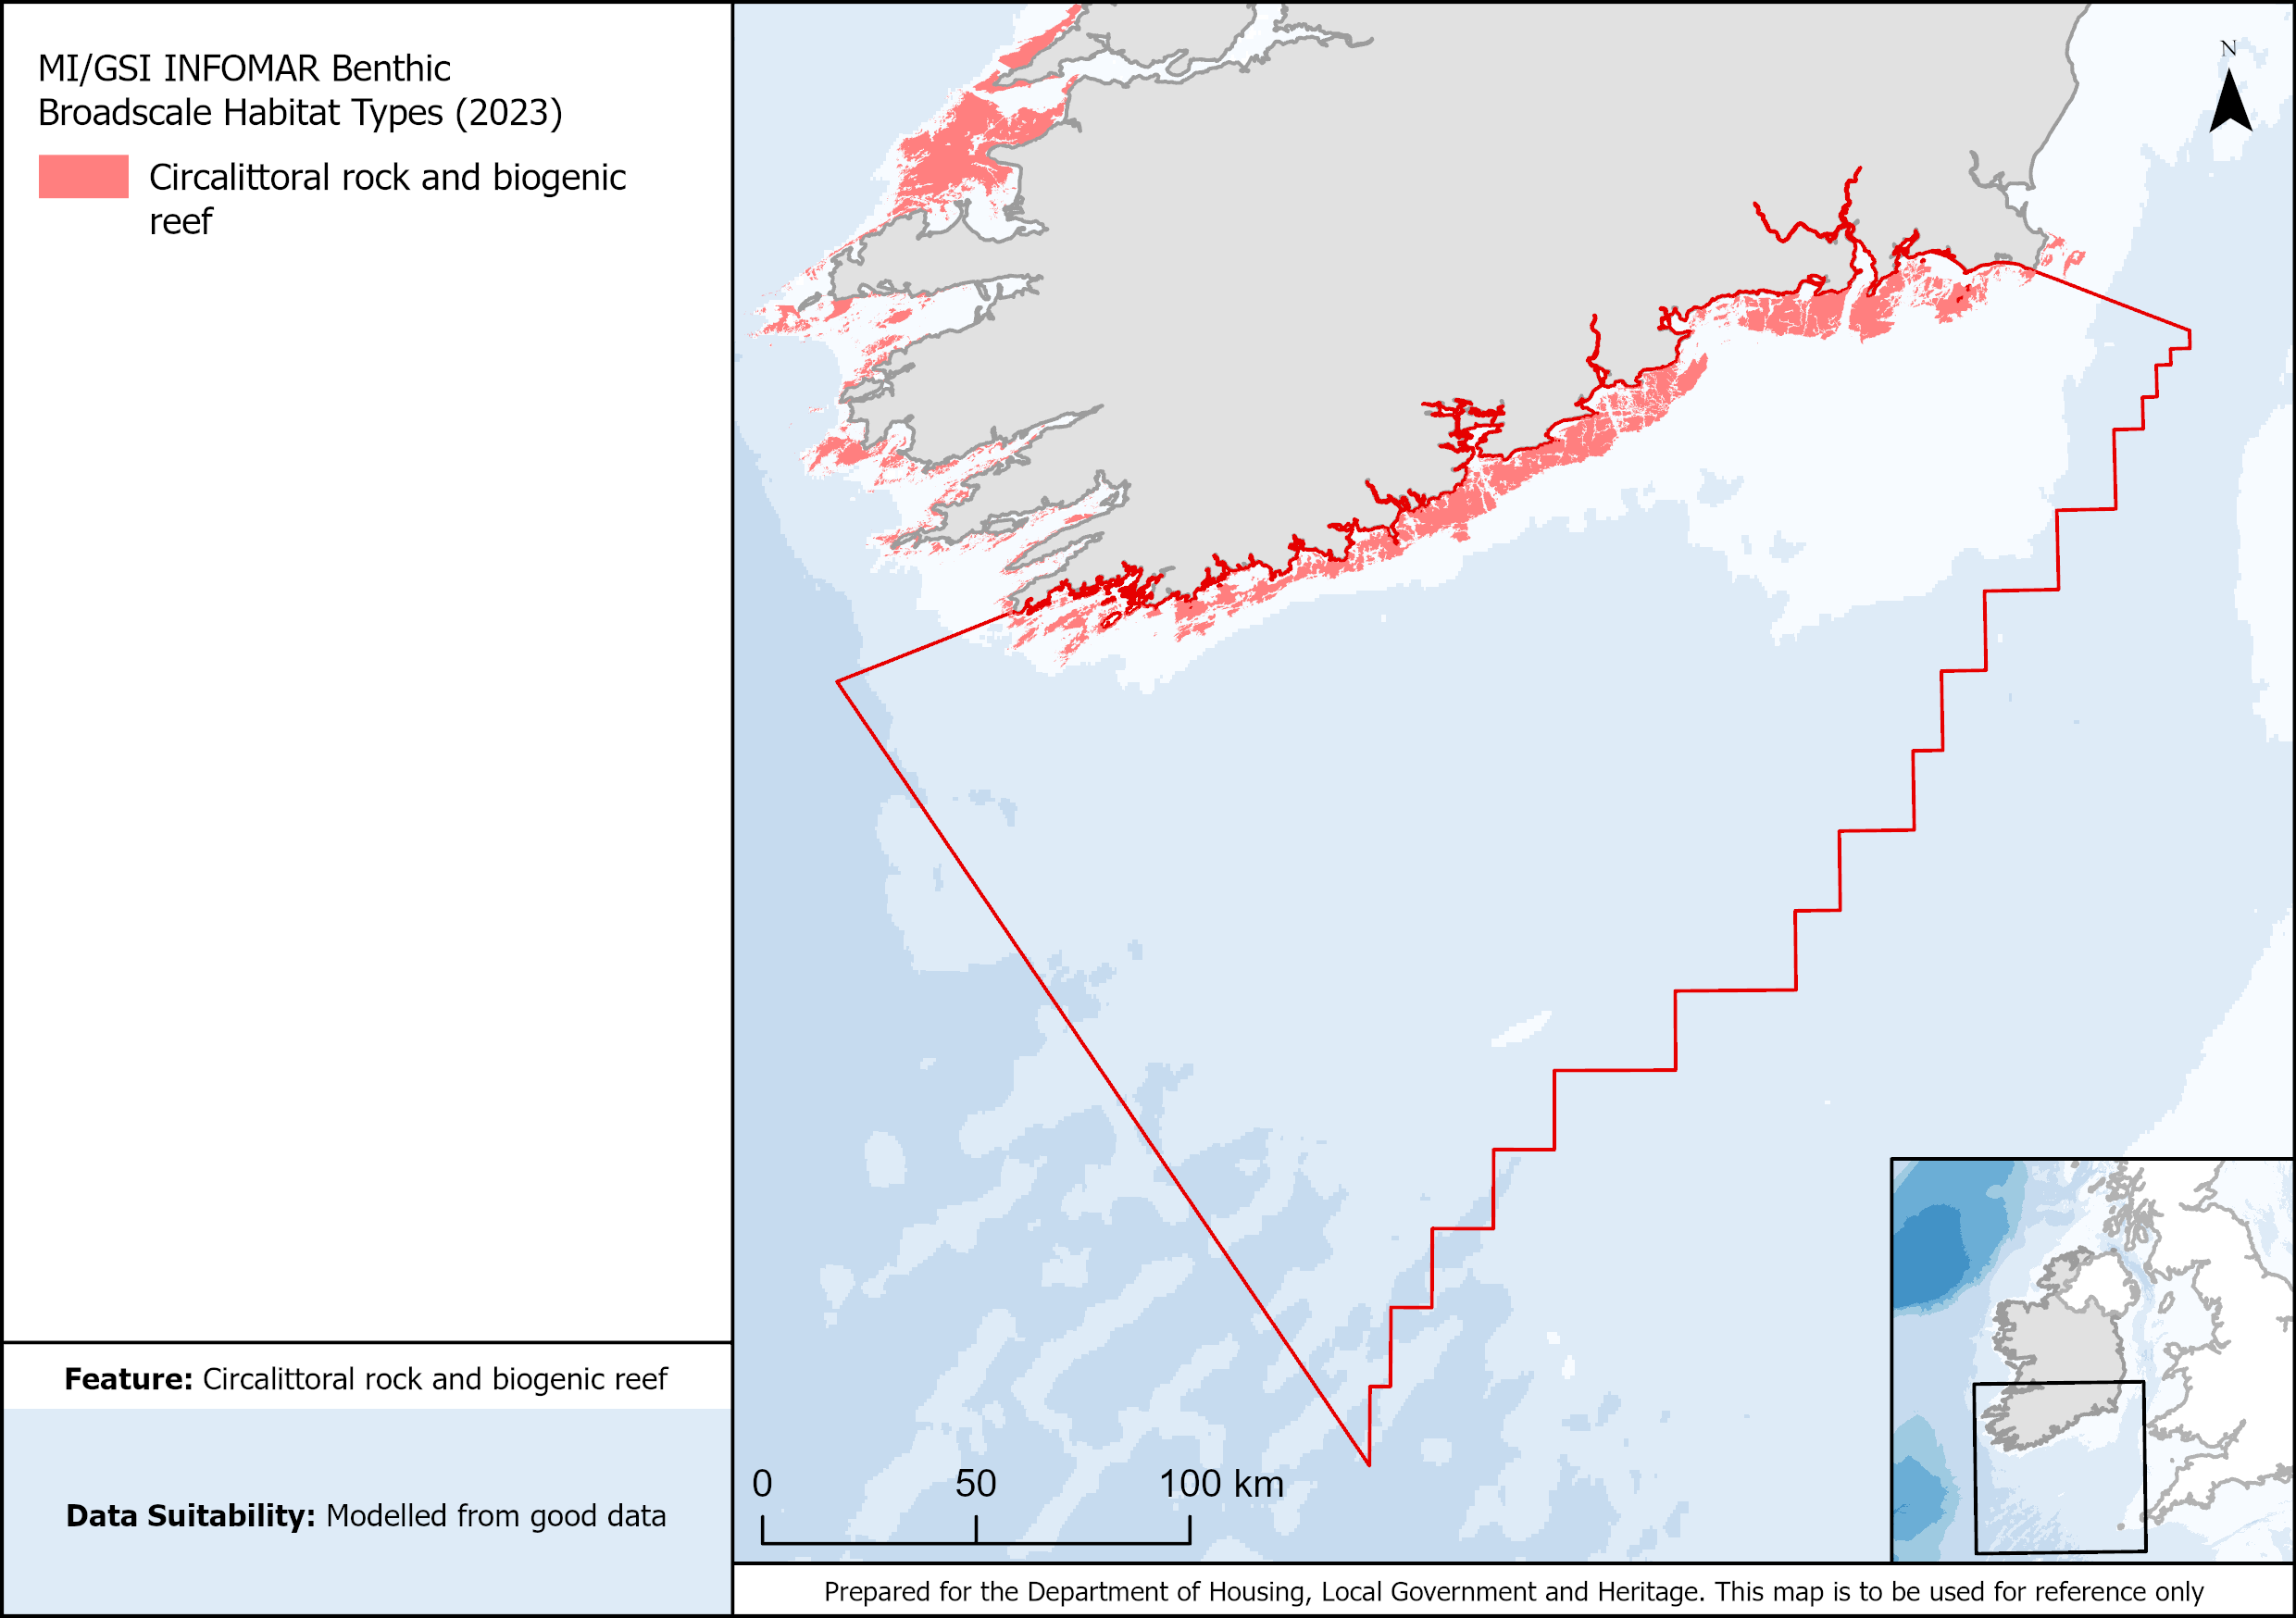 MI/GSI INFOMAR Benthic
Broadscale Habitat Types (2023)
Circalittoral rock and biogenic
reef
N
Feature: Circalittoral rock and biogenic reef
Data Suitability: Modelled from good data
0 50 100 km
Prepared for the Department of Housing, Local Government and Heritage. This map is to be used for reference only